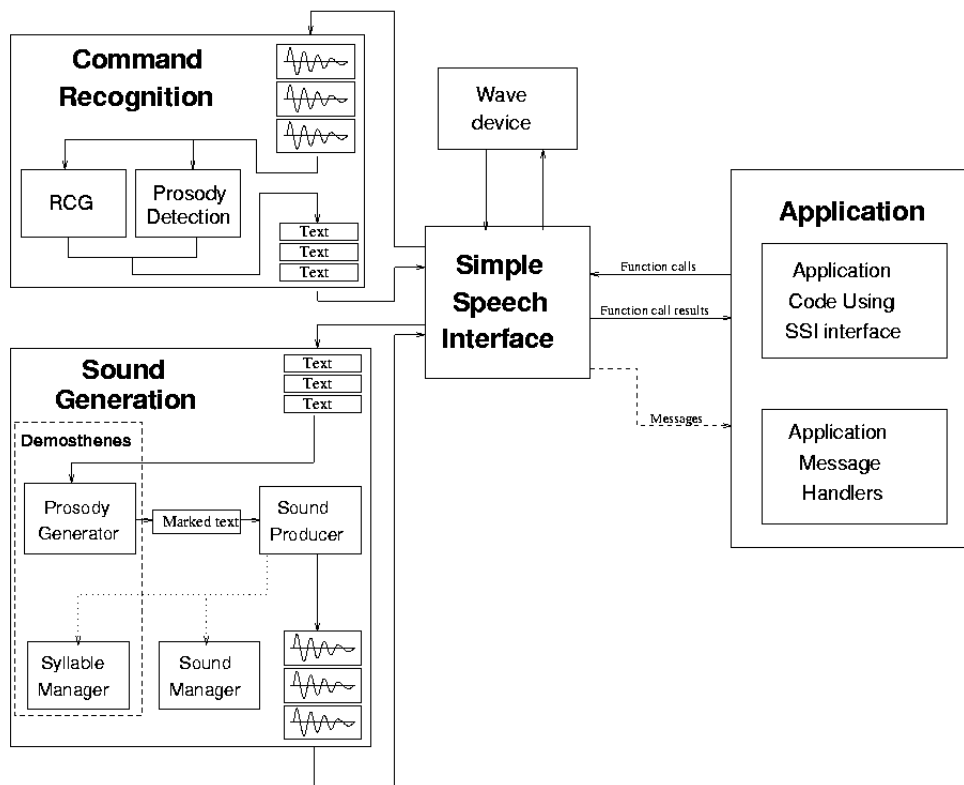 Command
Recognition
RCG
Prosody
Detection
Text
Text
Text
Wave
device
Simple
Speech
Interface
Function calls
Function call results
Messages
Application
Application
Code Using
SSI interface
Application
Message
Handlers
Sound
Generation
Text
Text
Text
Demosthenes
Prosody
Generator
Marked text
Sound
Producer
Syllable
Manager
Sound
Manager